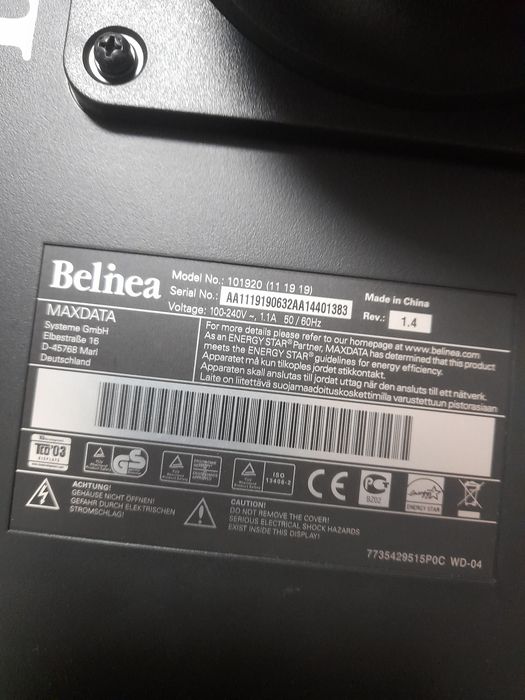 Belinea
Model No.: 101920 (11 19 19)
Serial No.: AA1119190632AA14401383
Made in China
Voltage: 100-240V ~, 1.1A 50 / 60Hz
Rev.: 1.4
MAXDATA
Systeme GmbH
Elbestraße 16
D-45768 Marl
Deutschland
For more details please refer to our homepage at www.belinea.com
As an ENERGY STAR® Partner, MAXDATA has determined that this product
meets the ENERGY STAR® guidelines for energy efficiency.
Apparatet må kun tilkoples jordet stikkontakt.
Apparaten skall anslutas till jordat uttag när den ansluts till ett nätverk.
Laite on liitettävä suojamaadoituskoskettimilla varustettuun pistorasiaan
TCO'03
DISPLAYS
GS
ISO
13406-2
CE
B202
ENERGY STAR
ACHTUNG!
GEHÄUSE NICHT ÖFFNEN!
GEFAHR DURCH ELEKTRISCHEN
STROMSCHLAG!
CAUTION!
DO NOT REMOVE THE COVER!
SERIOUS ELECTRICAL SHOCK HAZARDS
EXIST INSIDE THIS DISPLAY!
7735429515P0C WD-04